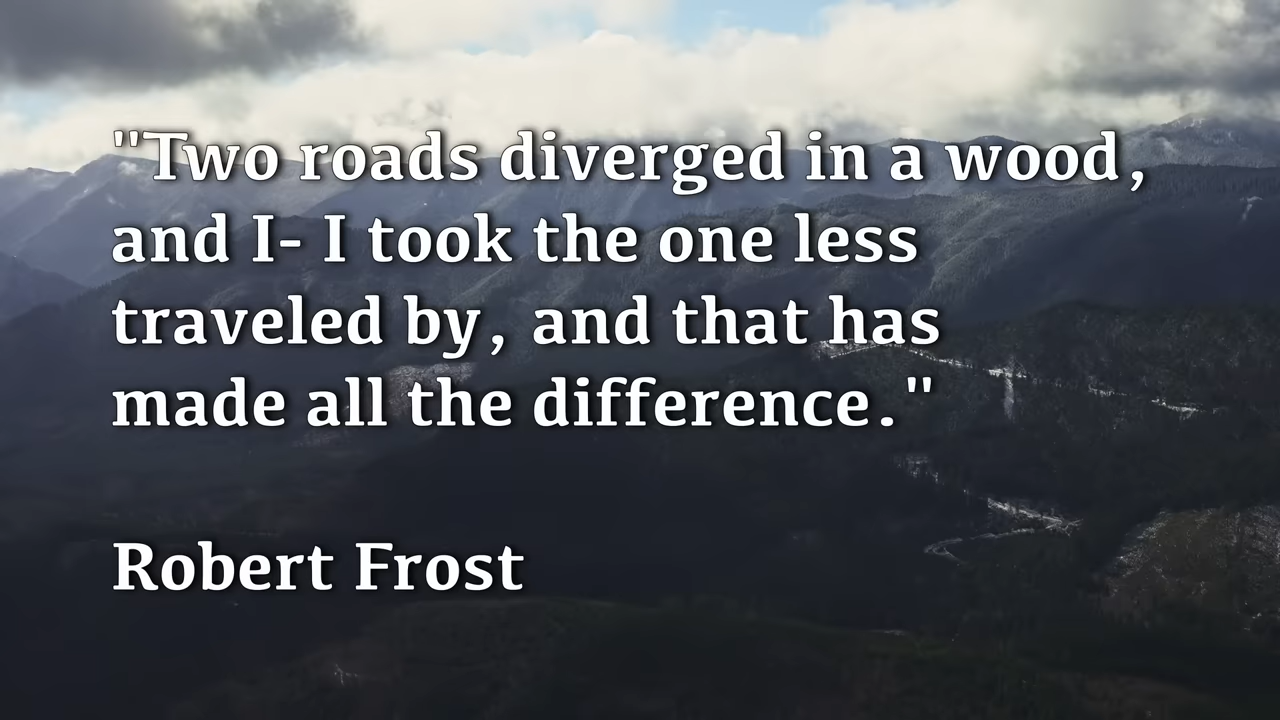 "Two roads diverged in a wood,
and I- I took the one less
traveled by, and that has
made all the difference."
Robert Frost